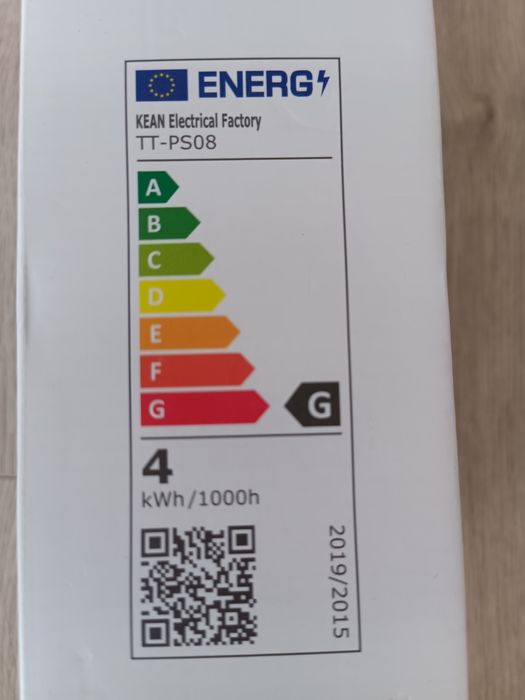 ENERG
KEAN Electrical Factory
TT-PS08
A
B
C
D
E
F
G
G
4
kWh/1000h
2019/2015